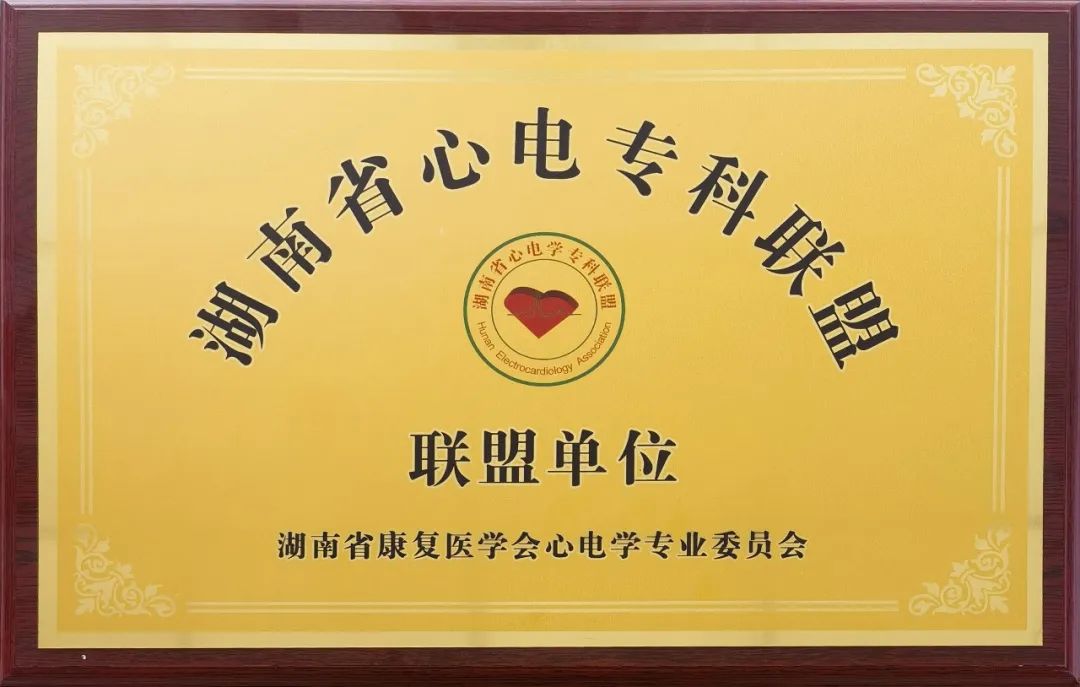 湖南省心电专科联盟
湖南省心电学专科联盟
Hunan Electrocardiology Association
联盟单位
湖南省康复医学会心电学专业委员会